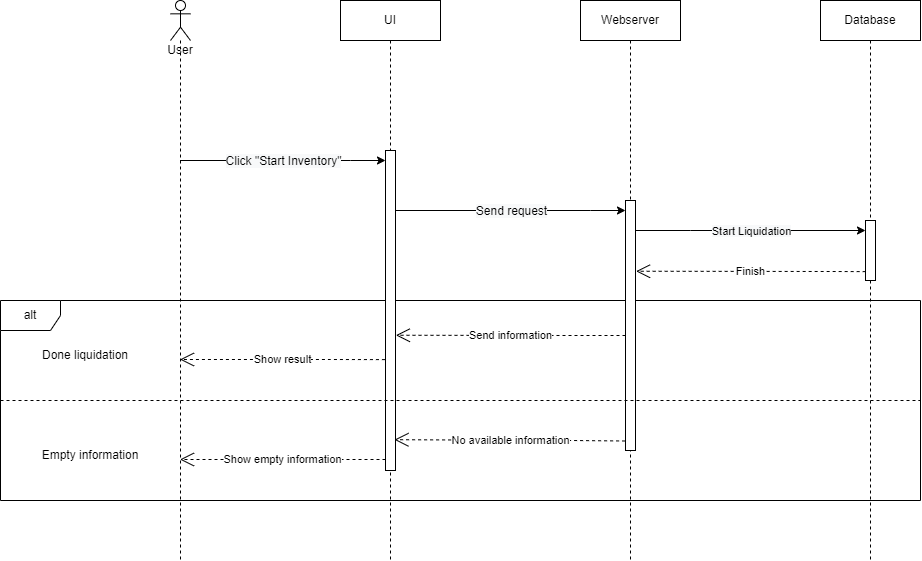 User
UI
Webserver
Database
Click "Start Inventory"
Send request
Start Liquidation
Finish
alt
Send information
Done liquidation
Show result
No available information
Empty information
Show empty information